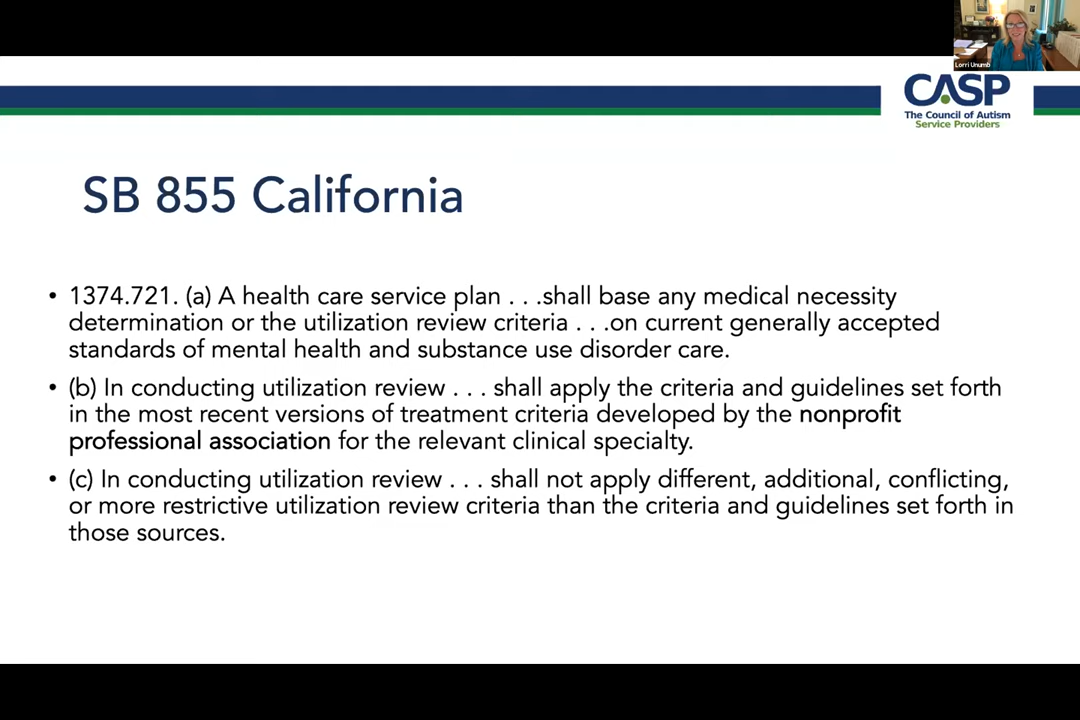 Lorri Unumb
CASP
The Council of Autism
Service Providers
SB 855 California
• 1374.721. (a) A health care service plan . . .shall base any medical necessity
determination or the utilization review criteria . . .on current generally accepted
standards of mental health and substance use disorder care.
• (b) In conducting utilization review . . . shall apply the criteria and guidelines set forth
in the most recent versions of treatment criteria developed by the nonprofit
professional association for the relevant clinical specialty.
• (c) In conducting utilization review . . . shall not apply different, additional, conflicting,
or more restrictive utilization review criteria than the criteria and guidelines set forth in
those sources.